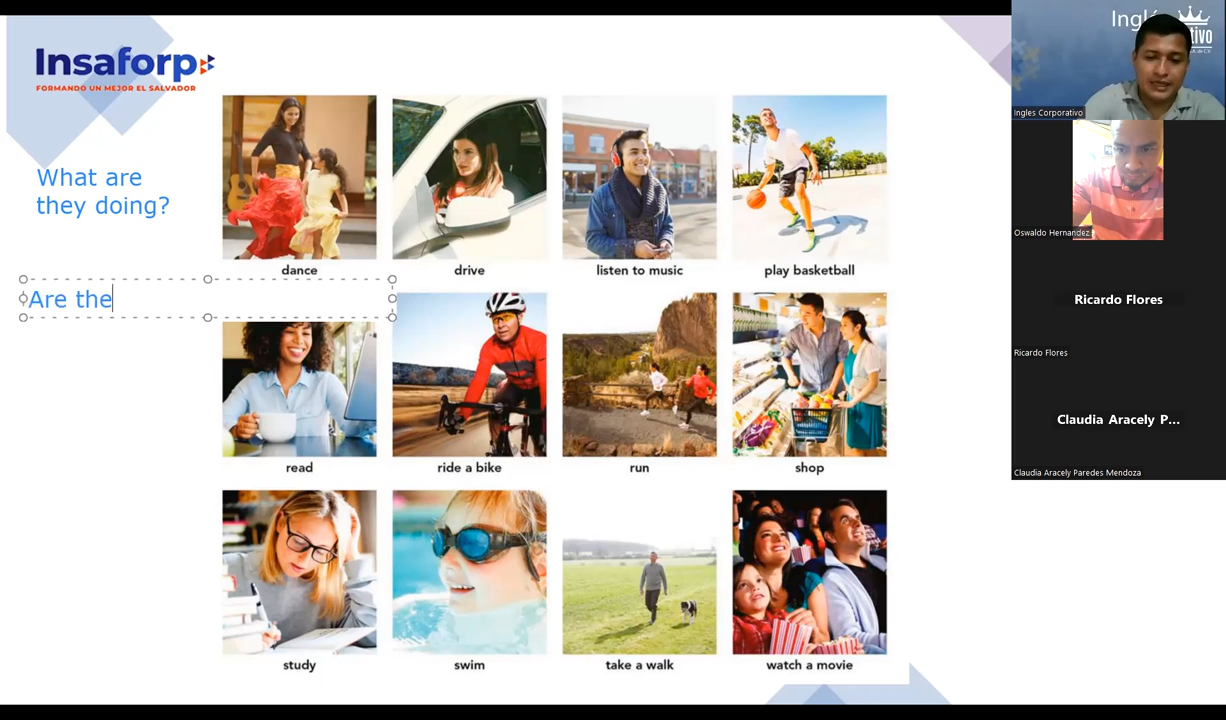 Insaforp
FORMANDO UN MEJOR EL SALVADOR
What are
they doing?
dance
drive
listen to music
play basketball
Are the
read
ride a bike
run
shop
study
swim
take a walk
watch a movie
Ingles Corporativo
Oswaldo Hernandez
Ricardo Flores
Ricardo Flores
Claudia Aracely P...
Claudia Aracely Paredes Mendoza